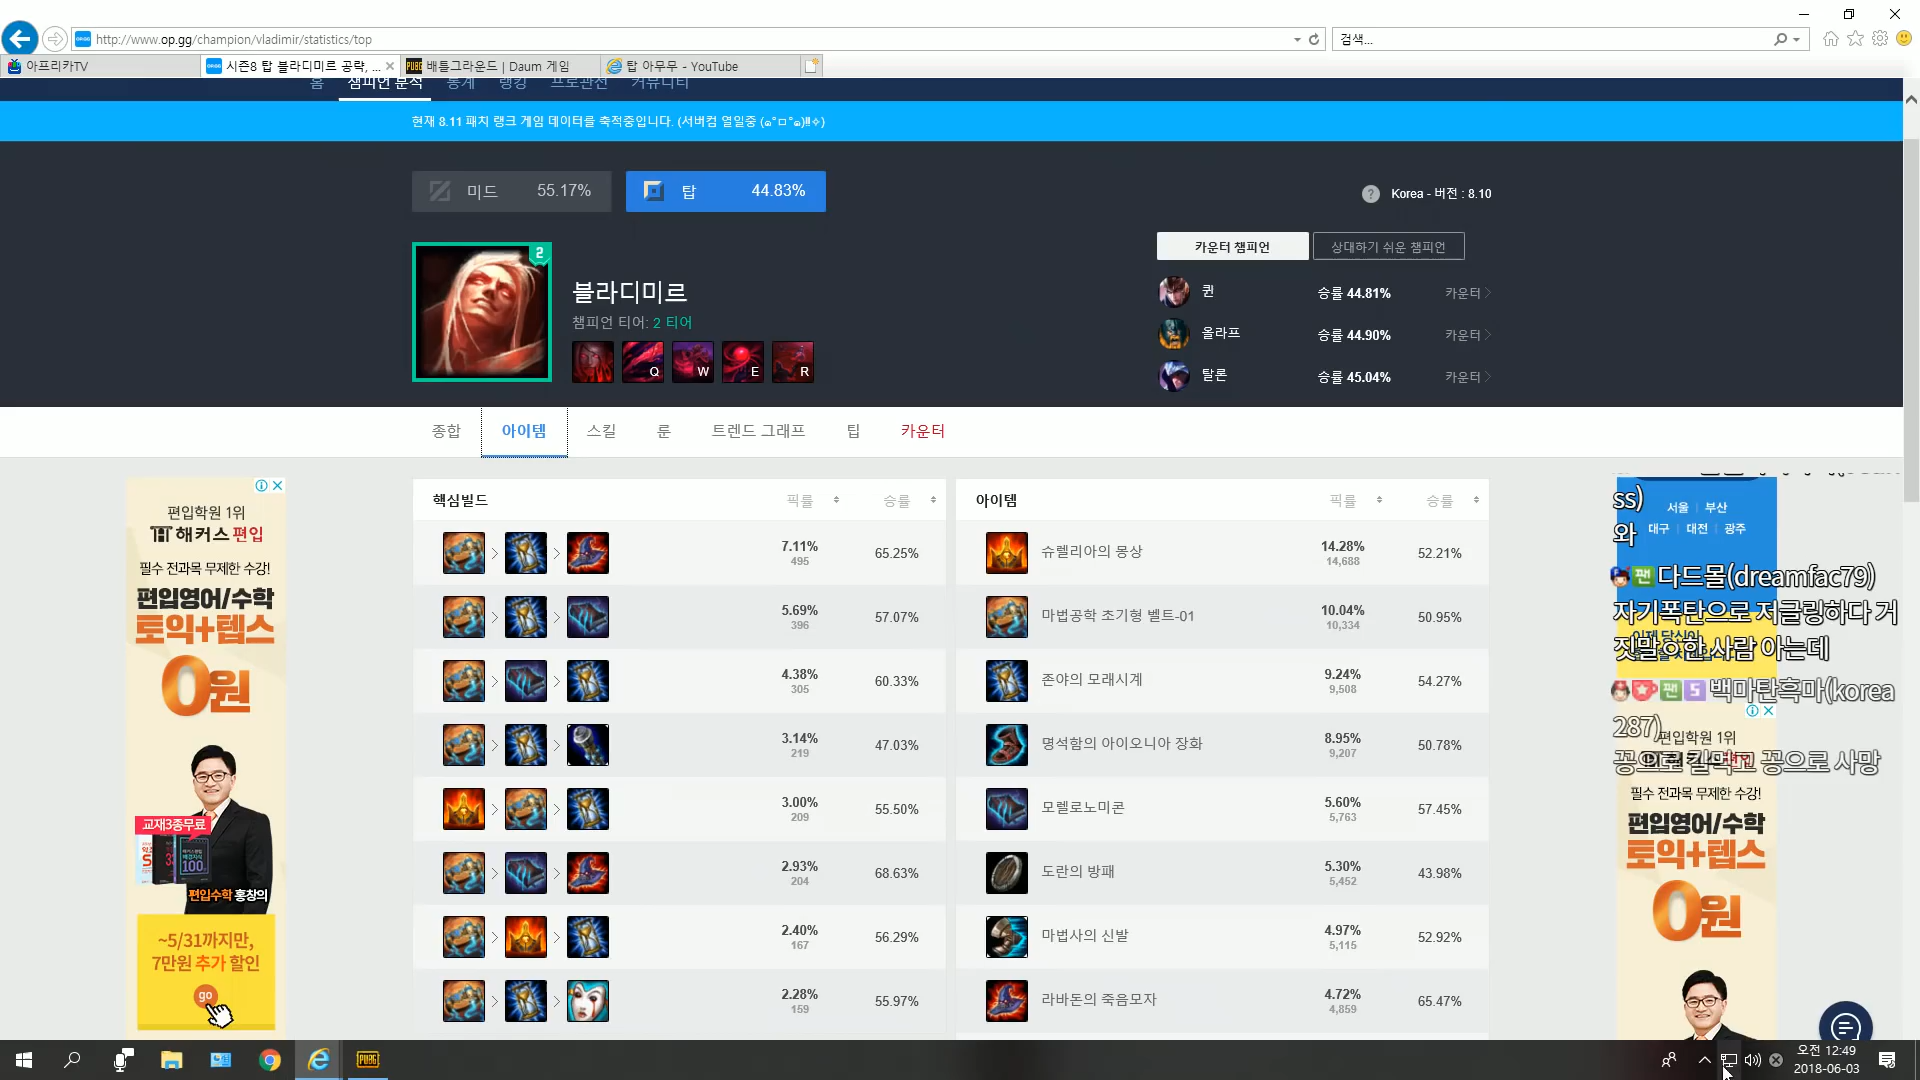 http://www.op.gg/champion/vladimir/statistics/top
검색...
아프리카TV
시즌8 탑 블라디미르 공략, ...
배틀그라운드 | Daum 게임
탑 아무무 - YouTube
홈 챔피언 분석 통계 랭킹 프로관전 커뮤니티
현재 8.11 패치 랭크 게임 데이터를 축적중입니다.
미드 55.17%
탑 44.83%
Korea - 버전 : 8.10
2
블라디미르
챔피언 티어: 2 티어
Q W E R
카운터 챔피언
상대하기 쉬운 챔피언
퀸 승률 44.81% 카운터
올라프 승률 44.90% 카운터
탈론 승률 45.04% 카운터
종합 아이템 스킬 룬 트렌드 그래프 팁 카운터
핵심빌드 픽률 승률
7.11% 65.25%
495
5.69% 57.07%
396
4.38% 60.33%
305
3.14% 47.03%
219
3.00% 55.50%
209
2.93% 68.63%
204
2.40% 56.29%
167
2.28% 55.97%
159
아이템 픽률 승률
슈렐리아의 몽상 14.28% 52.21%
14,688
마법공학 초기형 벨트-01 10.04% 50.95%
10,334
존야의 모래시계 9.24% 54.27%
9,508
명석함의 아이오니아 장화 8.95% 50.78%
9,207
모렐로노미콘 5.60% 57.45%
5,763
도란의 방패 5.30% 43.98%
5,452
마법사의 신발 4.97% 52.92%
5,115
라바돈의 죽음모자 4.72% 65.47%
4,859
편입학원 1위
해커스 편입
필수 전과목 무제한 수강!
편입영어/수학
토익+텝스
0원
교재3종무료
편입수학 홍창의
~5/31까지만,
7만원 추가 할인
go
ss)
와
서울 | 부산
대구 | 대전 | 광주
팬 다드몰(dreamfac79)
자기폭탄으로 저글링하다 거
짓말ㅇ한 사람 아는데
팬 5 백마탄흑마(korea
287)
꽁으로 킬먹고 꽁으로 사망
편입학원 1위
필수 전과목 무제한 수강!
편입영어/수학
토익+텝스
0원
PUBG
오전 12:49
2018-06-03